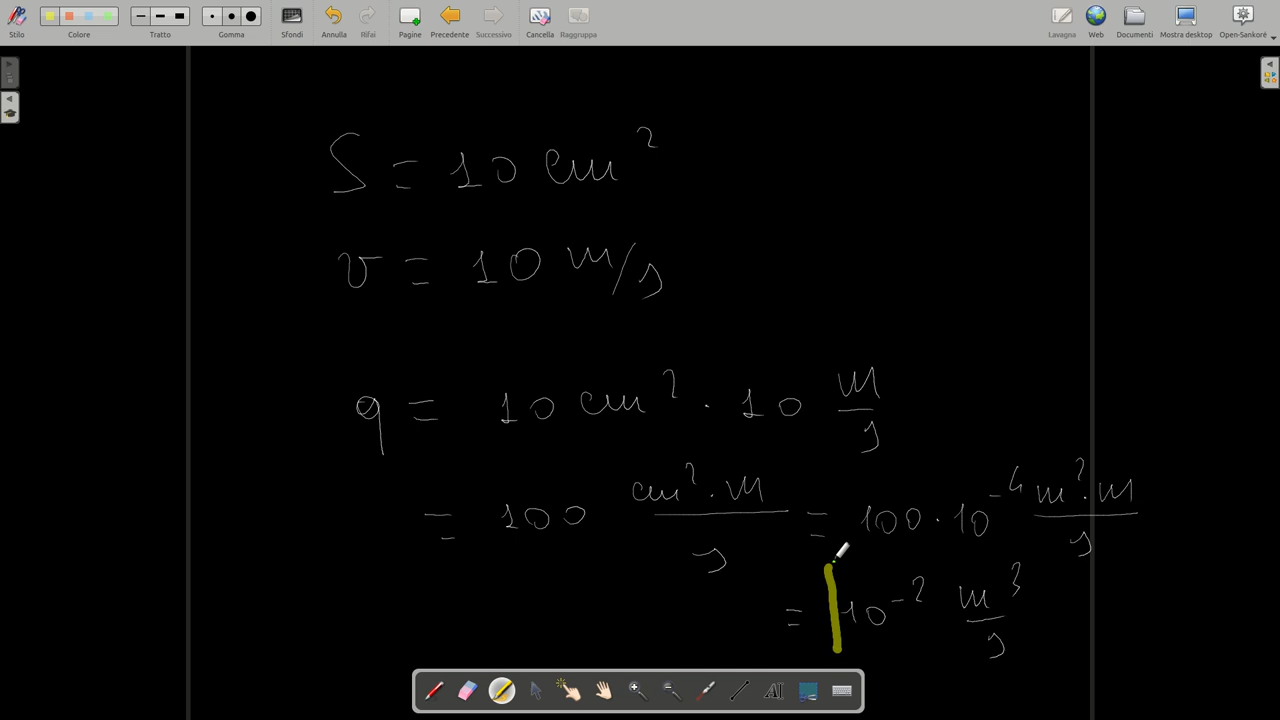 Stilo Colore Tratto Gomma Sfondi Annulla Rifai Pagine Precedente Successivo Cancella Raggruppa Lavagna Web Documenti Mostra desktop Open-Sankoré
S = 10 cm²
v = 10 m/s
q = 10 cm² · 10 m/s
= 100 cm² · m/s = 100 · 10⁻⁴ m² · m/s
= 10⁻² m³/s
AI